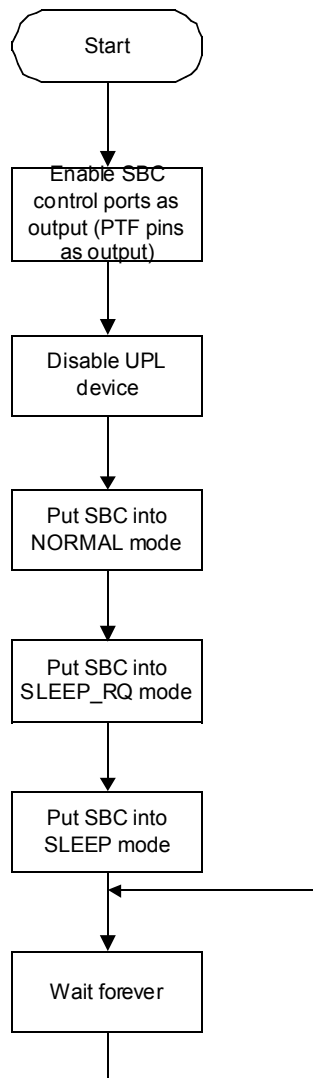 Start
Enable SBC
control ports as
output (PTF pins
as output)
Disable UPL
device
Put SBC into
NORMAL mode
Put SBC into
SLEEP_RQ mode
Put SBC into
SLEEP mode
Wait forever